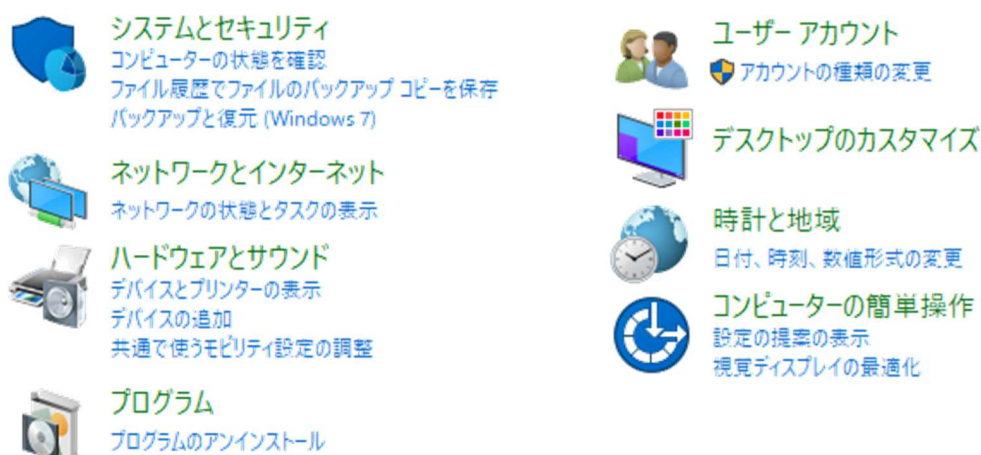 システムとセキュリティ
コンピューターの状態を確認
ファイル履歴でファイルのバックアップ コピーを保存
バックアップと復元 (Windows 7)
ネットワークとインターネット
ネットワークの状態とタスクの表示
ハードウェアとサウンド
デバイスとプリンターの表示
デバイスの追加
共通で使うモビリティ設定の調整
プログラム
プログラムのアンインストール
ユーザー アカウント
アカウントの種類の変更
デスクトップのカスタマイズ
時計と地域
日付、時刻、数値形式の変更
コンピューターの簡単操作
設定の提案の表示
視覚ディスプレイの最適化